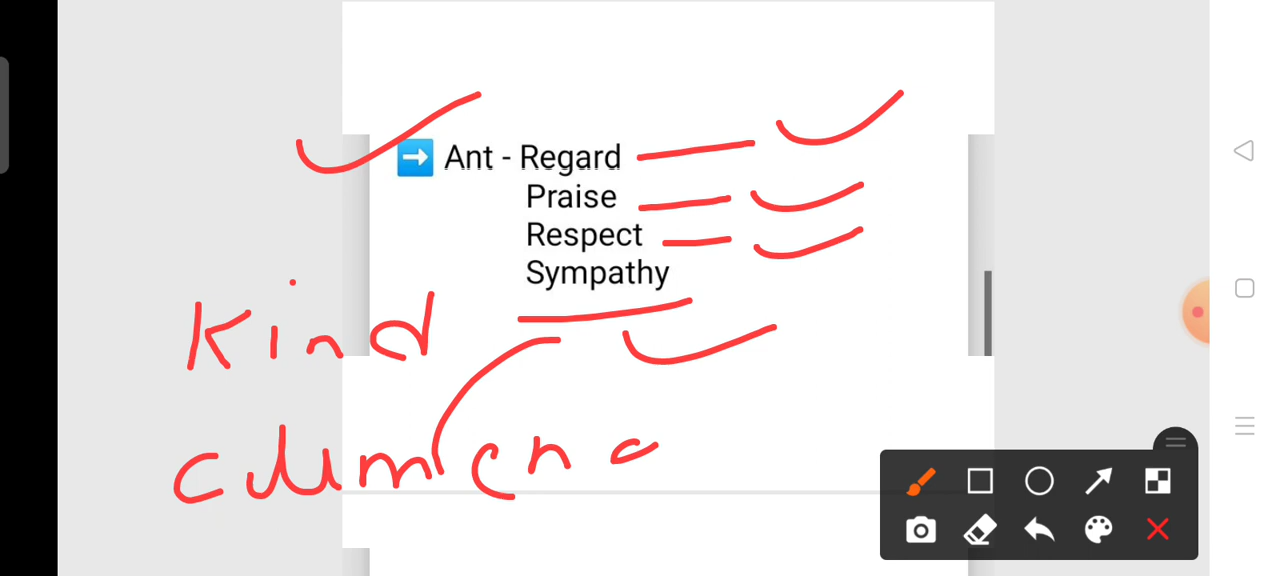 ➡️ Ant - Regard
Praise
Respect
Sympathy
Kind